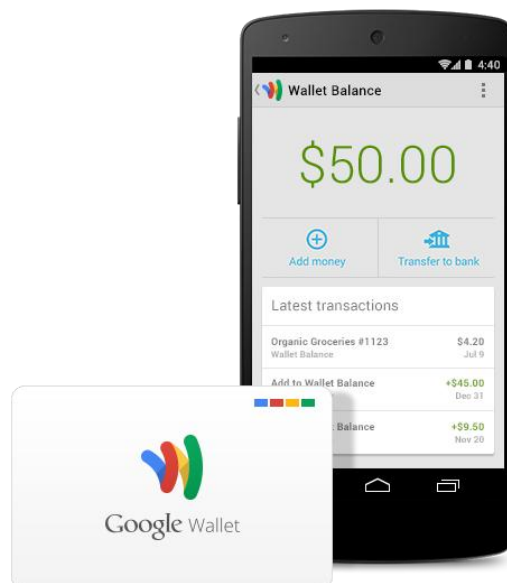 4:40
Wallet Balance
$50.00
Add money Transfer to bank
Latest transactions
Organic Groceries #1123 $4.20
Wallet Balance Jul 9
Add to Wallet Balance +$45.00
Dec 31
Balance +$9.50
Nov 20
Google Wallet